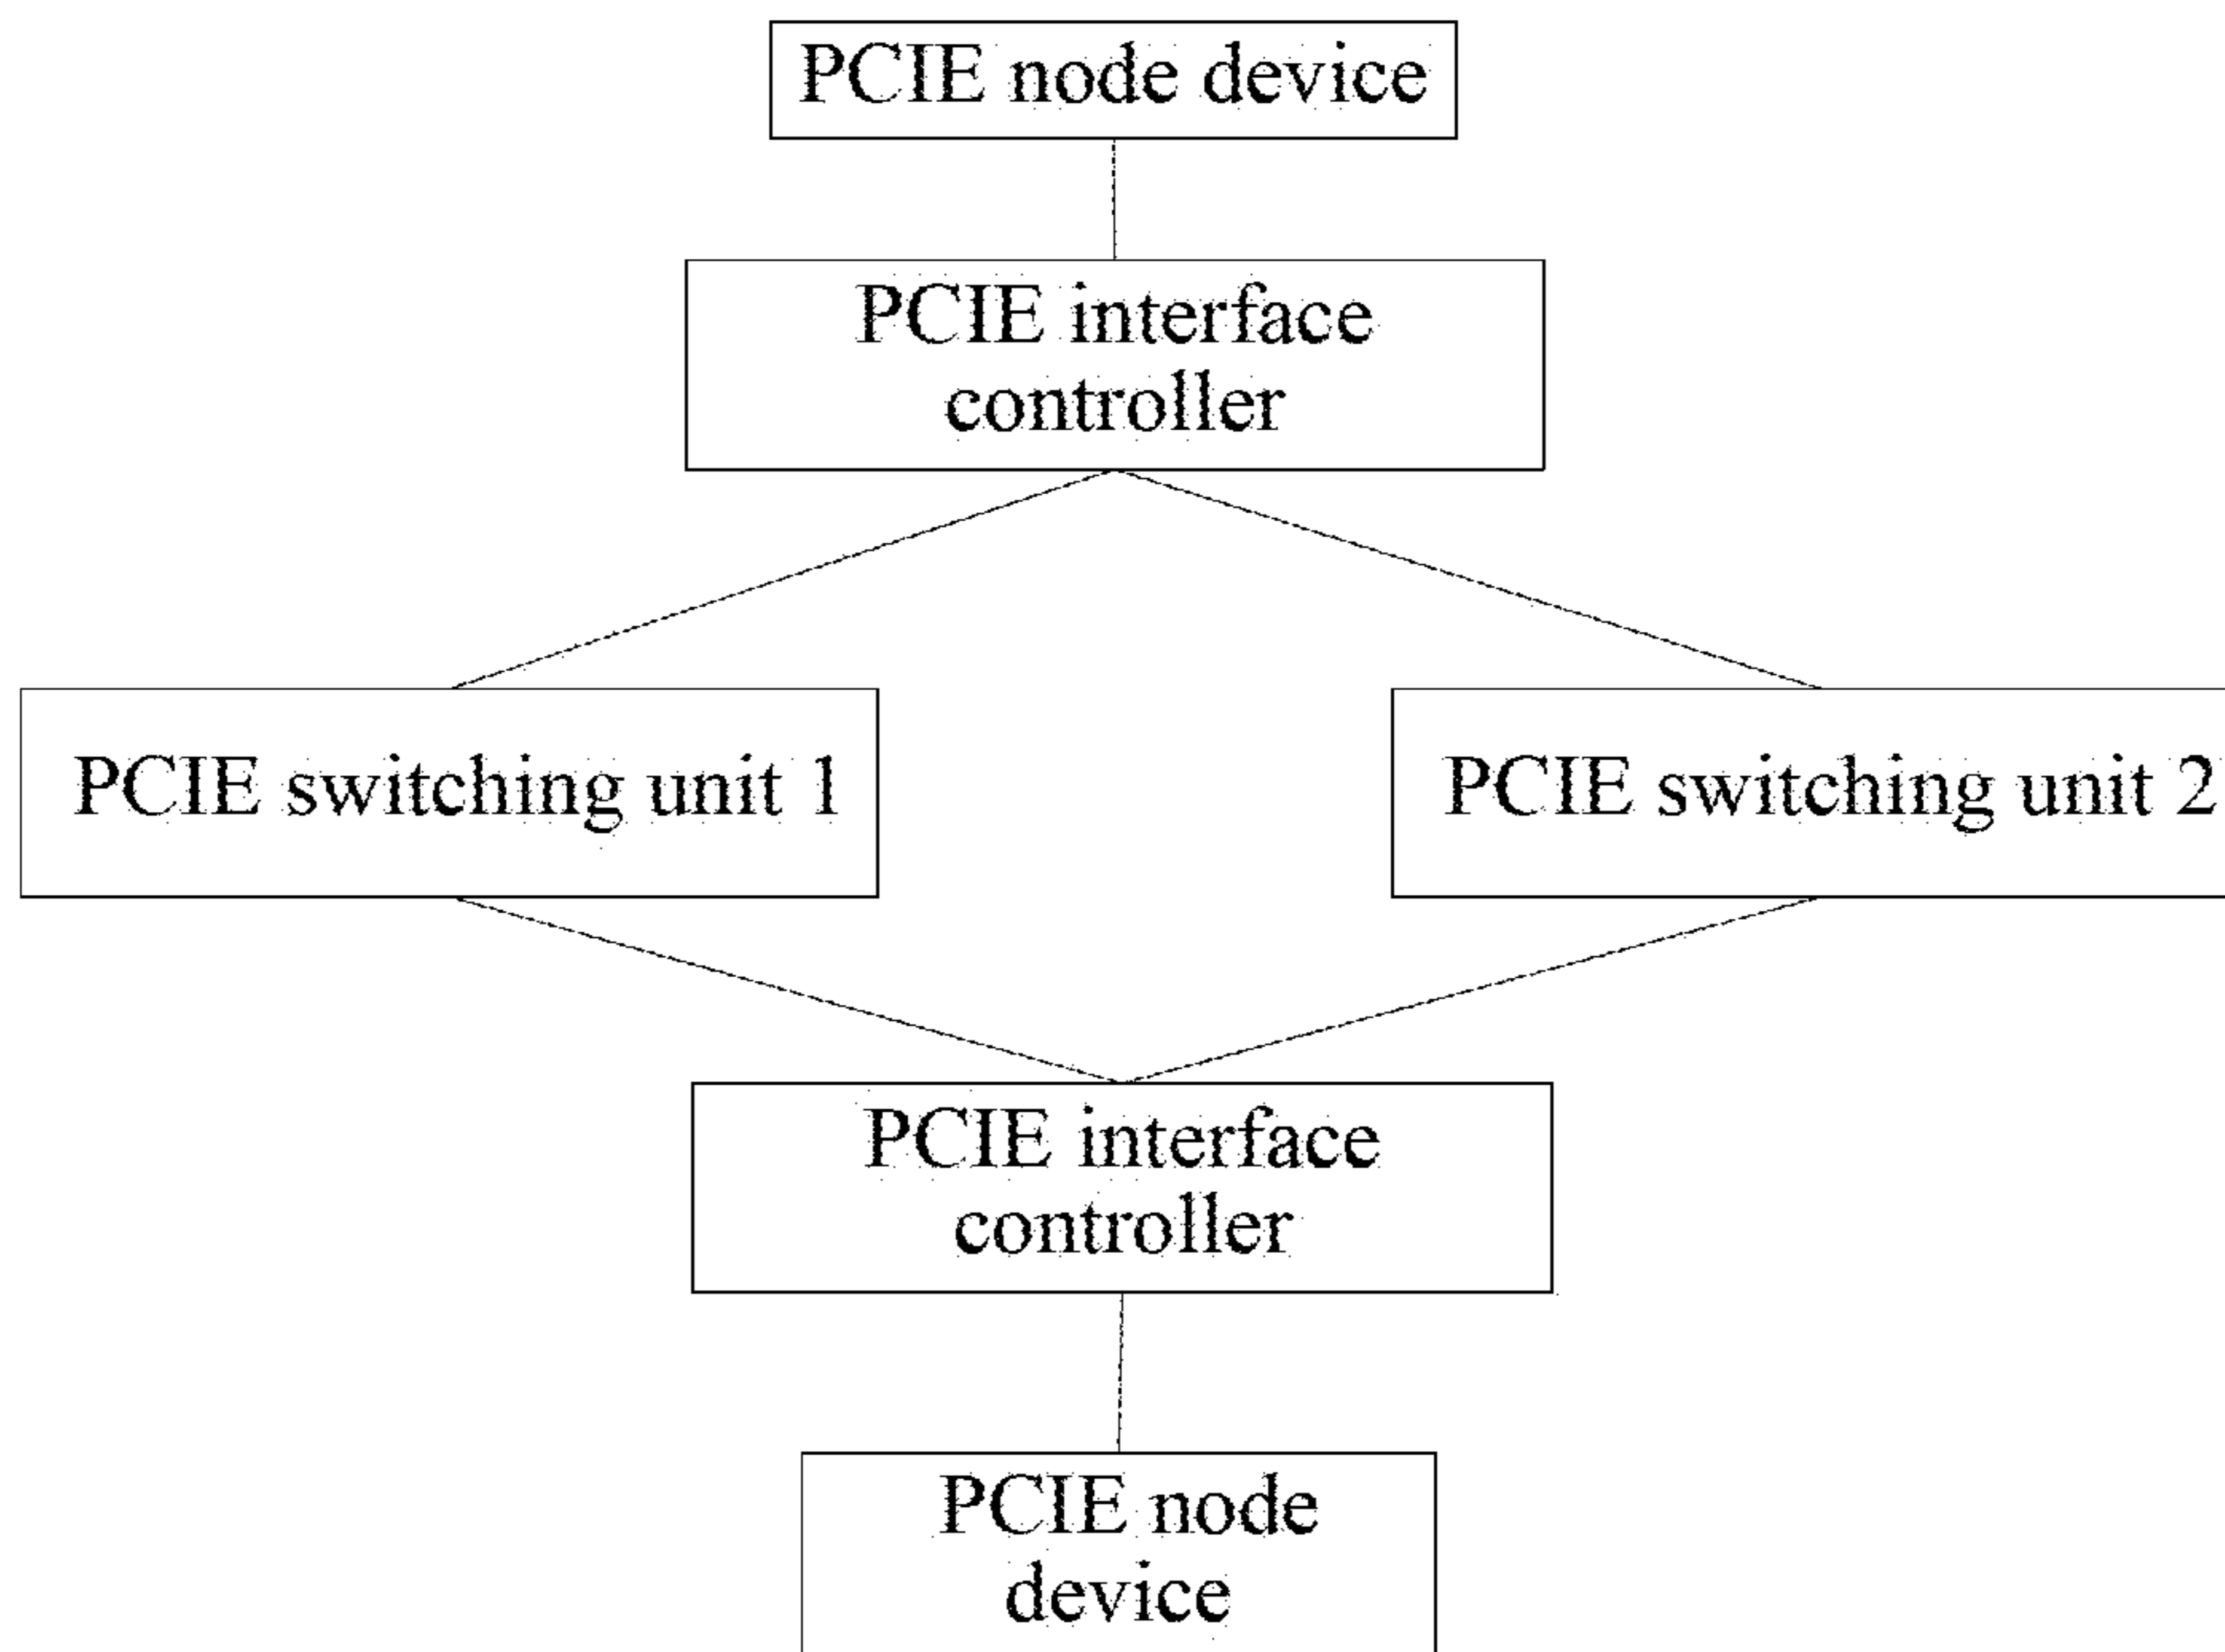 PCIE node device
PCIE interface
controller
PCIE switching unit 1
PCIE switching unit 2
PCIE interface
controller
PCIE node
device